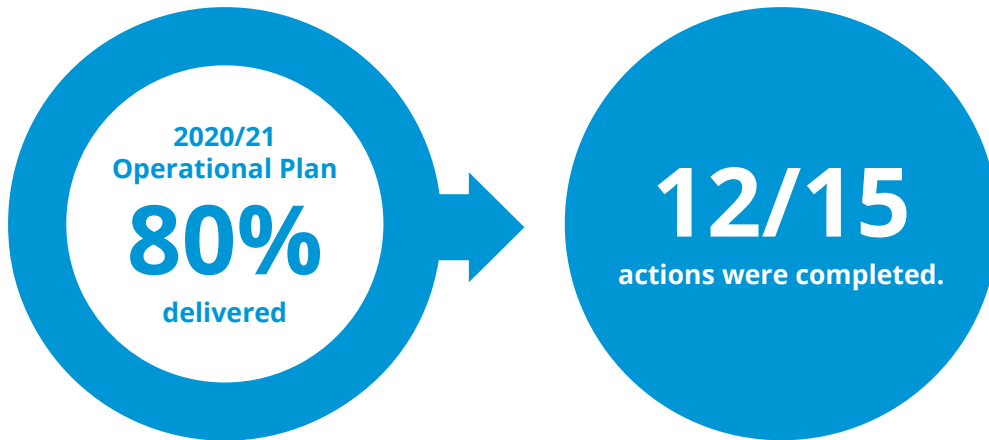 2020/21
Operational Plan
80%
delivered
12/15
actions were completed.